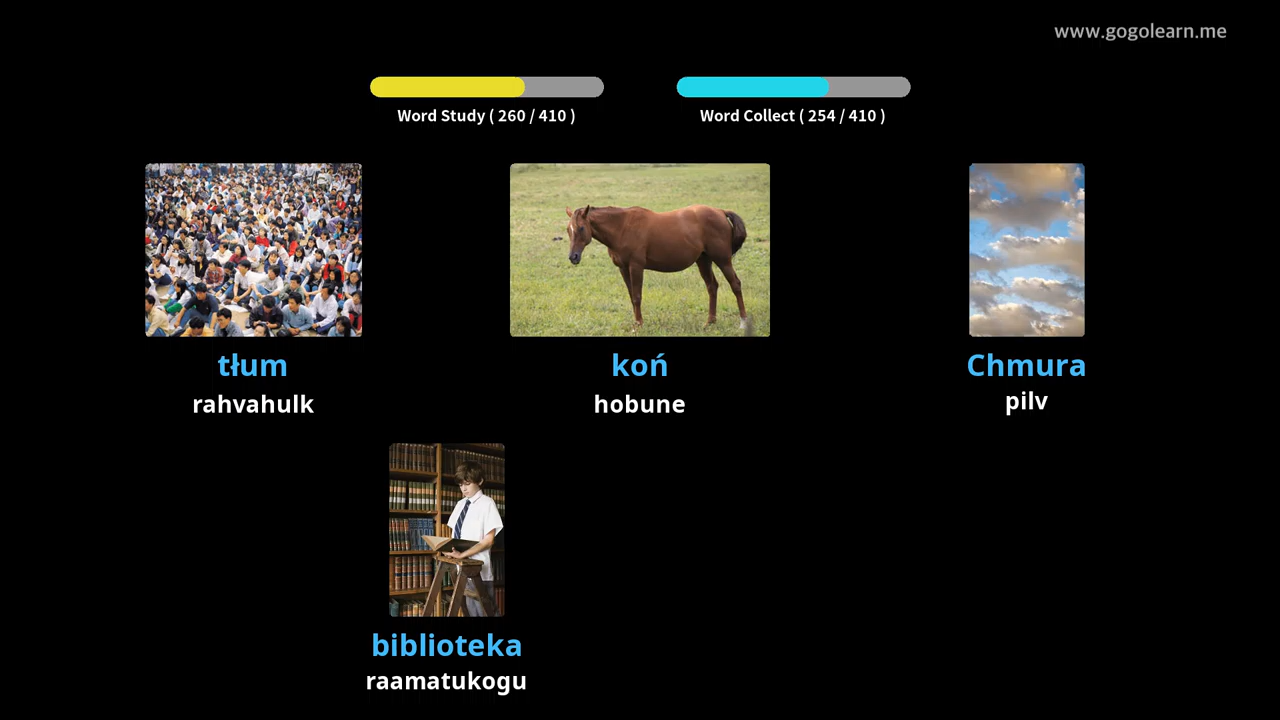 www.gogolearn.me
Word Study ( 260 / 410 )
Word Collect ( 254 / 410 )
tłum
rahvahulk
koń
hobune
Chmura
pilv
biblioteka
raamatukogu